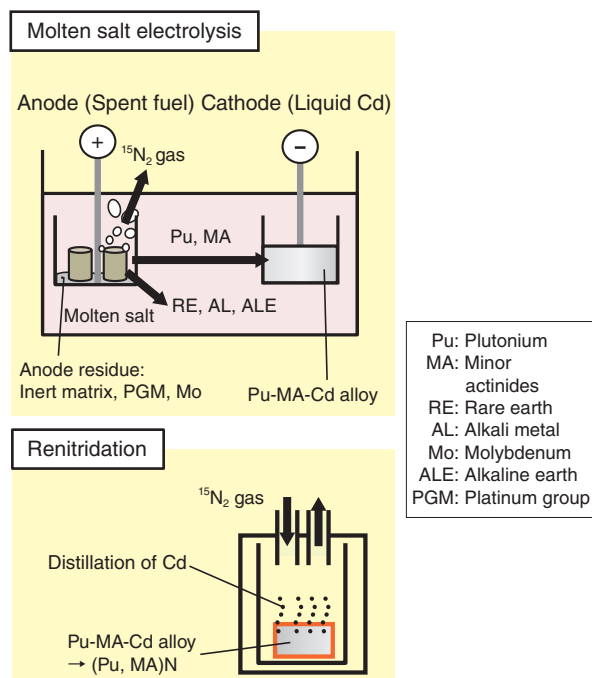 Molten salt electrolysis
Anode (Spent fuel) Cathode (Liquid Cd)
+
−
¹⁵N₂ gas
Pu, MA
RE, AL, ALE
Molten salt
Anode residue:
Inert matrix, PGM, Mo
Pu-MA-Cd alloy
Pu: Plutonium
MA: Minor
actinides
RE: Rare earth
AL: Alkali metal
Mo: Molybdenum
ALE: Alkaline earth
PGM: Platinum group
Renitridation
¹⁵N₂ gas
Distillation of Cd
Pu-MA-Cd alloy
→ (Pu, MA)N